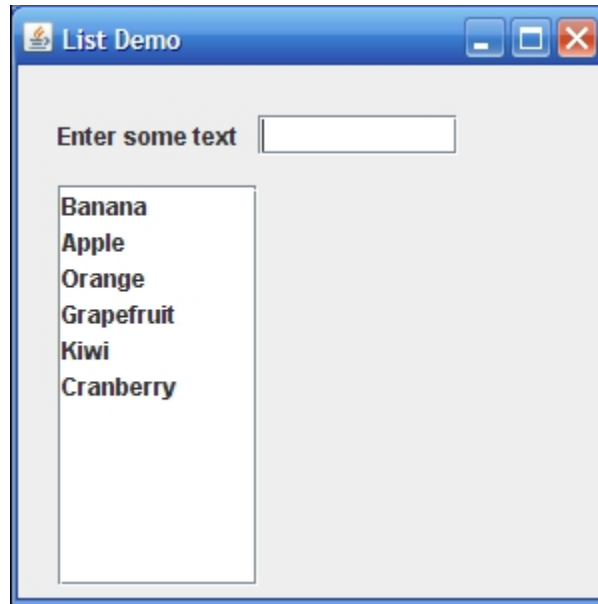 List Demo
Enter some text
Banana
Apple
Orange
Grapefruit
Kiwi
Cranberry